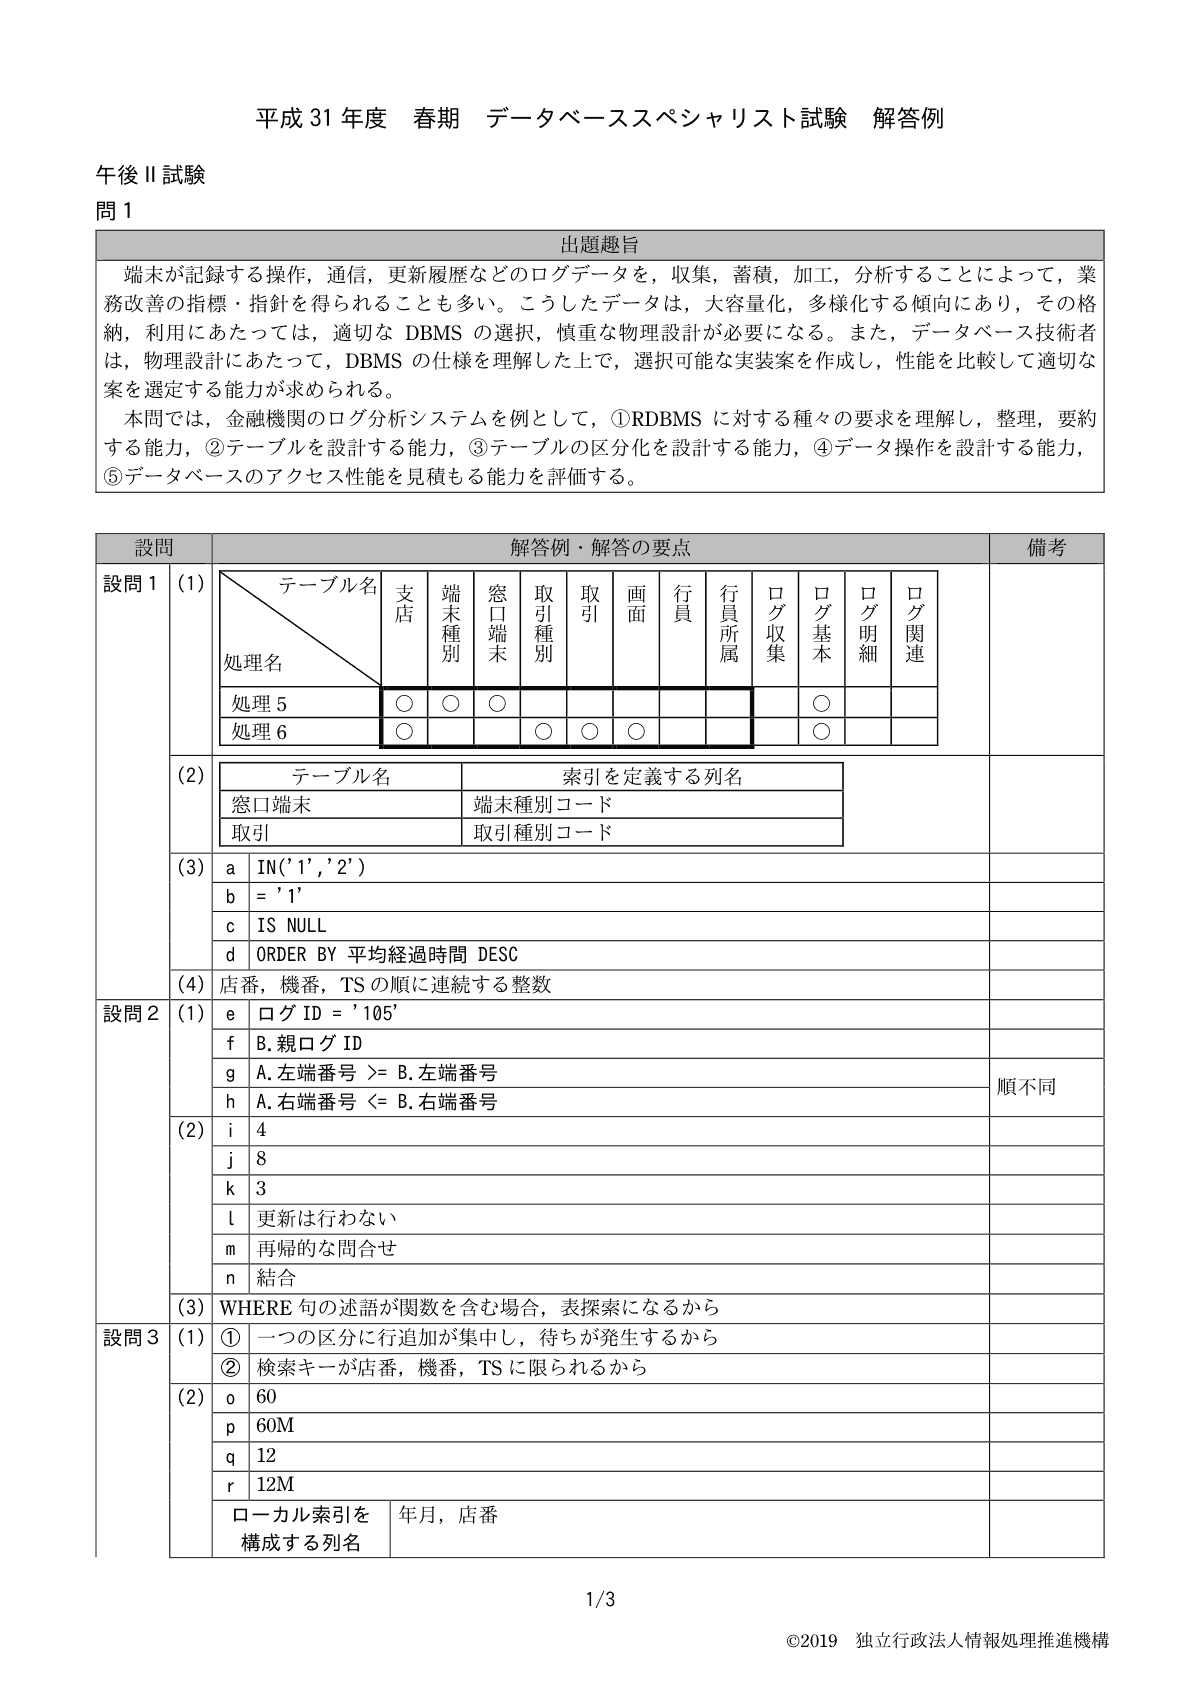 平成 31 年度　春期　データベーススペシャリスト試験　解答例
午後 II 試験
問 1
出題趣旨
端末が記録する操作，通信，更新履歴などのログデータを，収集，蓄積，加工，分析することによって，業
務改善の指標・指針を得られることも多い。こうしたデータは，大容量化，多様化する傾向にあり，その格
納，利用にあたっては，適切な DBMS の選択，慎重な物理設計が必要になる。また，データベース技術者
は，物理設計にあたって，DBMS の仕様を理解した上で，選択可能な実装案を作成し，性能を比較して適切な
案を選定する能力が求められる。
本問では，金融機関のログ分析システムを例として，①RDBMS に対する種々の要求を理解し，整理，要約
する能力，②テーブルを設計する能力，③テーブルの区分化を設計する能力，④データ操作を設計する能力，
⑤データベースのアクセス性能を見積もる能力を評価する。
設問 解答例・解答の要点 備考
設問 1 (1) テーブル名 処理名 支店 端末種別 窓口端末 取引種別 取引 画面 行員 行員所属 ログ収集 ログ基本 ログ明細 ログ関連
処理 5 ○ ○ ○ ○
処理 6 ○ ○ ○ ○ ○
(2) テーブル名 索引を定義する列名
窓口端末 端末種別コード
取引 取引種別コード
(3) a IN('1','2')
b = '1'
c IS NULL
d ORDER BY 平均経過時間 DESC
(4) 店番，機番，TS の順に連続する整数
設問 2 (1) e ログ ID = '105'
f B.親ログ ID
g A.左端番号 >= B.左端番号
h A.右端番号 <= B.右端番号
順不同
(2) i 4
j 8
k 3
l 更新は行わない
m 再帰的な問合せ
n 結合
(3) WHERE 句の述語が関数を含む場合，表探索になるから
設問 3 (1) ① 一つの区分に行追加が集中し，待ちが発生するから
② 検索キーが店番，機番，TS に限られるから
(2) o 60
p 60M
q 12
r 12M
ローカル索引を 年月，店番
構成する列名
1/3
©2019　独立行政法人情報処理推進機構